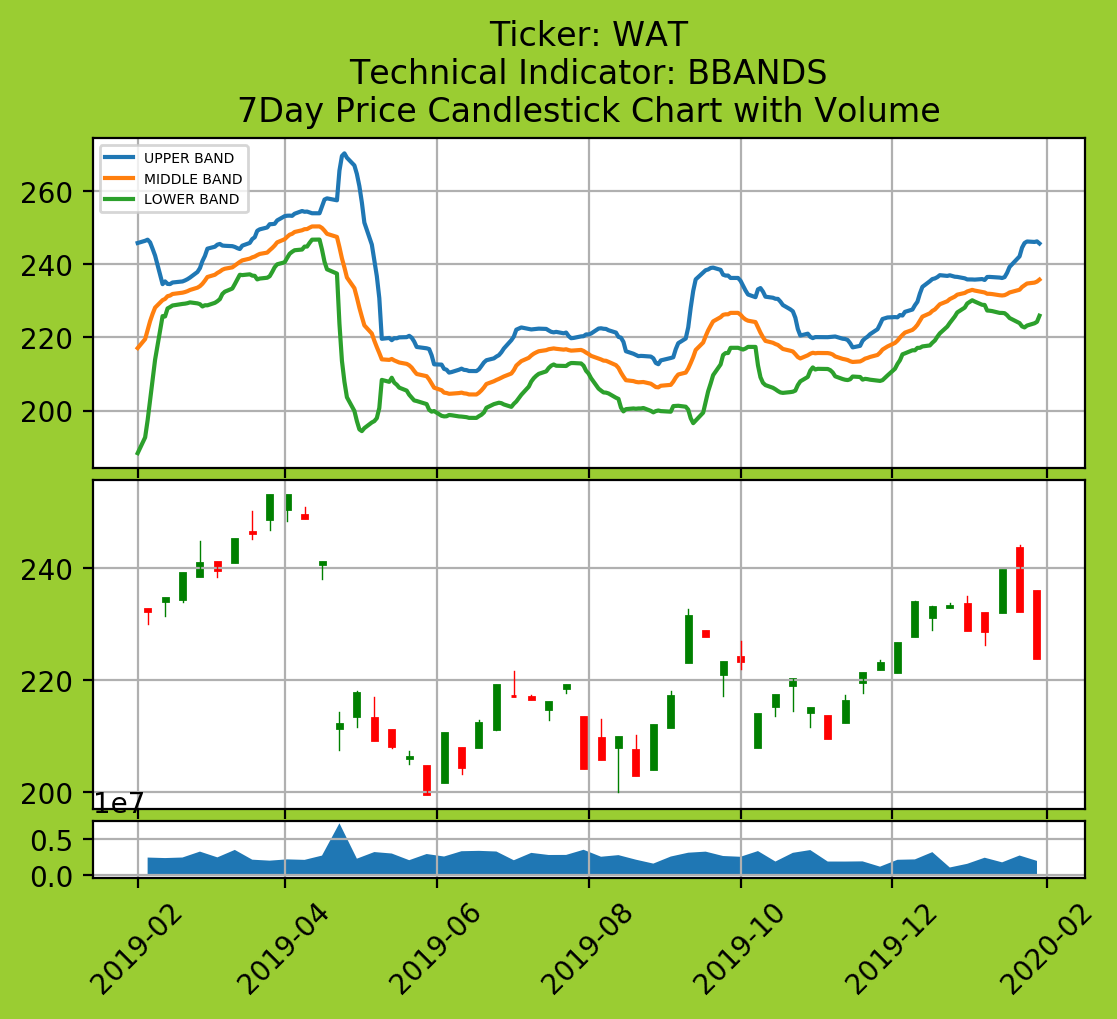 Ticker: WAT
Technical Indicator: BBANDS
7Day Price Candlestick Chart with Volume
UPPER BAND
MIDDLE BAND
LOWER BAND
260
240
220
200
240
220
200
1e7
0.5
0.0
2019-02
2019-04
2019-06
2019-08
2019-10
2019-12
2020-02